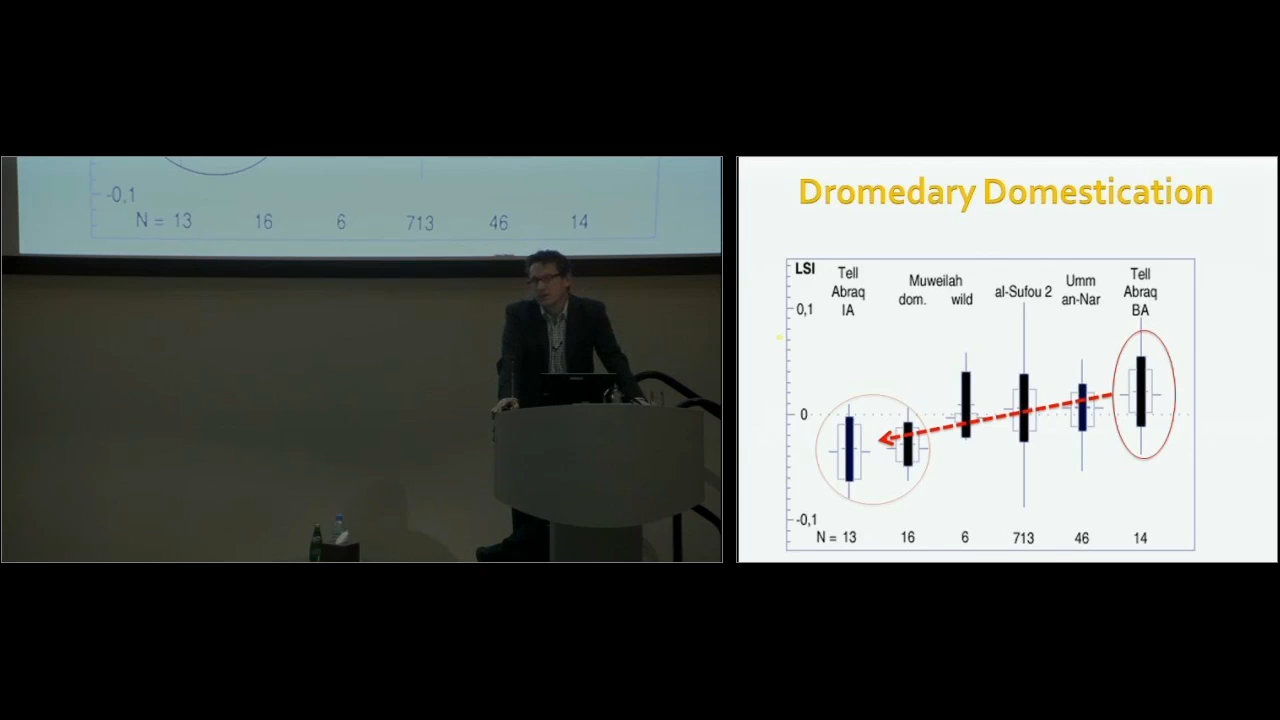 -0,1
N = 13 16 6 713 46 14
Dromedary Domestication
LSI
Tell Abraq IA
Muweilah
dom. wild
al-Sufou 2
Umm an-Nar
Tell Abraq BA
0,1
0
-0,1
N = 13 16 6 713 46 14